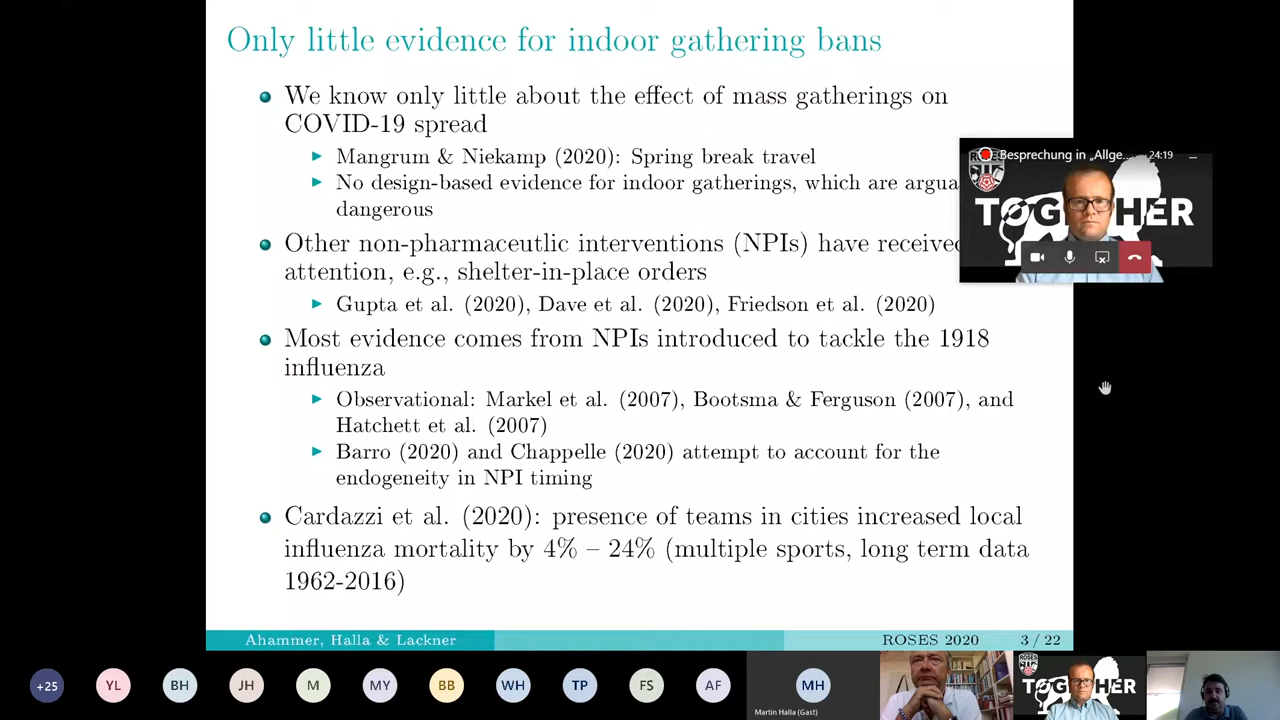 Only little evidence for indoor gathering bans
We know only little about the effect of mass gatherings on
COVID-19 spread
Mangrum & Niekamp (2020): Spring break travel
No design-based evidence for indoor gatherings, which are argua
dangerous
Other non-pharmaceutlic interventions (NPIs) have received
attention, e.g., shelter-in-place orders
Gupta et al. (2020), Dave et al. (2020), Friedson et al. (2020)
Most evidence comes from NPIs introduced to tackle the 1918
influenza
Observational: Markel et al. (2007), Bootsma & Ferguson (2007), and
Hatchett et al. (2007)
Barro (2020) and Chappelle (2020) attempt to account for the
endogeneity in NPI timing
Cardazzi et al. (2020): presence of teams in cities increased local
influenza mortality by 4% – 24% (multiple sports, long term data
1962-2016)
Ahammer, Halla & Lackner
ROSES 2020
3 / 22
Besprechung in „Allge... 24:19
+25
YL
BH
JH
M
MY
BB
WH
TP
FS
AF
MH
Martin Halla (Gast)